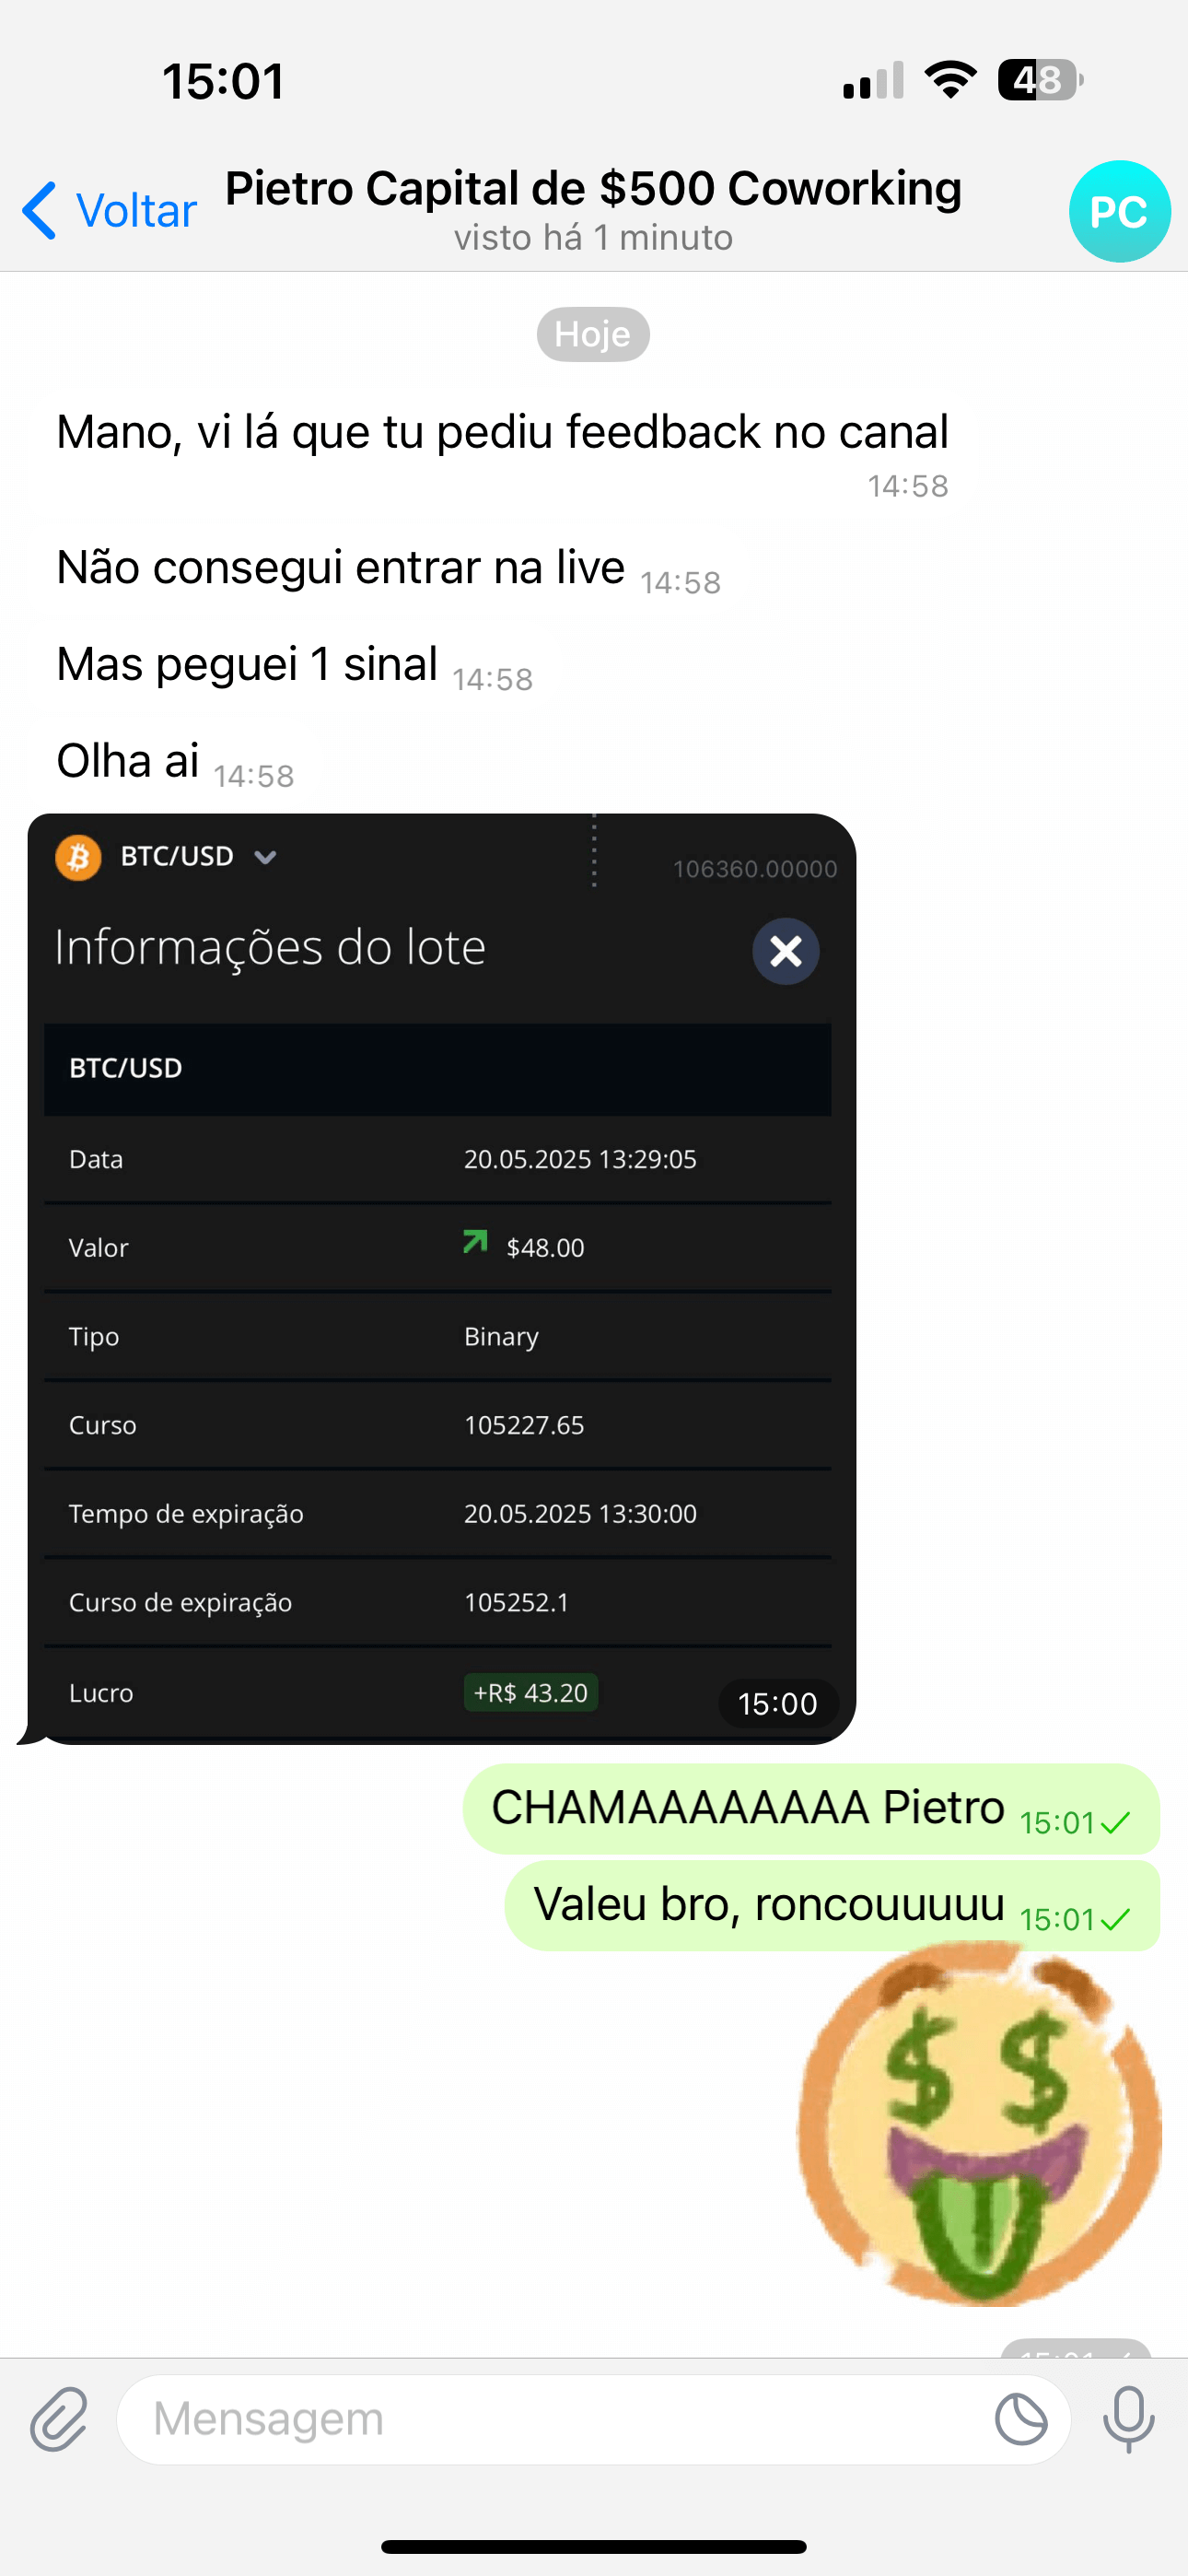 15:01
48
Voltar
Pietro Capital de $500 Coworking
visto há 1 minuto
PC
Hoje
Mano, vi lá que tu pediu feedback no canal
14:58
Não consegui entrar na live 14:58
Mas peguei 1 sinal 14:58
Olha ai 14:58
BTC/USD
106360.00000
Informações do lote
BTC/USD
Data 20.05.2025 13:29:05
Valor $48.00
Tipo Binary
Curso 105227.65
Tempo de expiração 20.05.2025 13:30:00
Curso de expiração 105252.1
Lucro +R$ 43.20
15:00
CHAMAAAAAAAA Pietro 15:01
Valeu bro, roncouuuuu 15:01
$ $
Mensagem